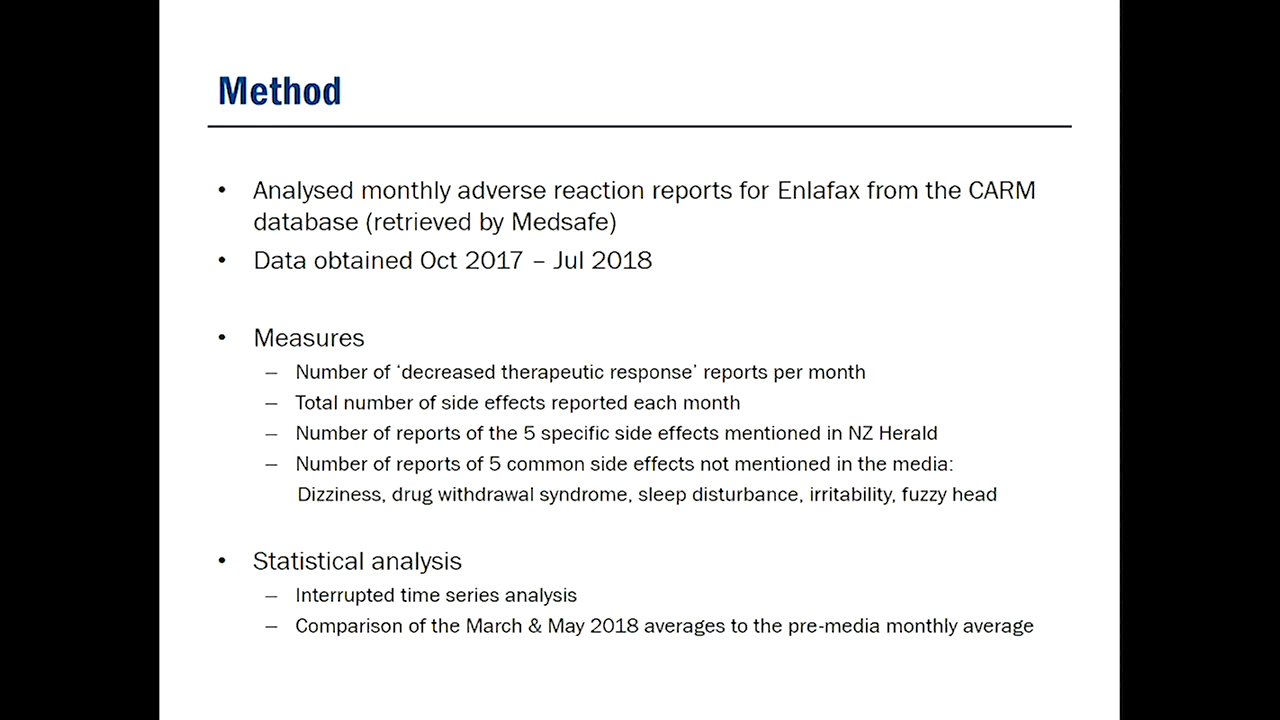 Method
• Analysed monthly adverse reaction reports for Enlafax from the CARM
database (retrieved by Medsafe)
• Data obtained Oct 2017 – Jul 2018
• Measures
– Number of ‘decreased therapeutic response’ reports per month
– Total number of side effects reported each month
– Number of reports of the 5 specific side effects mentioned in NZ Herald
– Number of reports of 5 common side effects not mentioned in the media:
Dizziness, drug withdrawal syndrome, sleep disturbance, irritability, fuzzy head
• Statistical analysis
– Interrupted time series analysis
– Comparison of the March & May 2018 averages to the pre-media monthly average